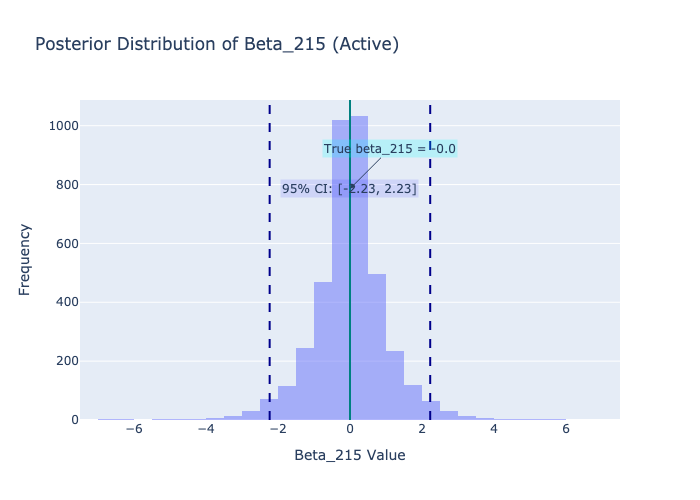 Posterior Distribution of Beta_215 (Active)
1000
True beta_215 = -0.0
800
95% CI: [-2.23, 2.23]
Frequency
600
400
200
0
−6
−4
−2
0
2
4
6
Beta_215 Value